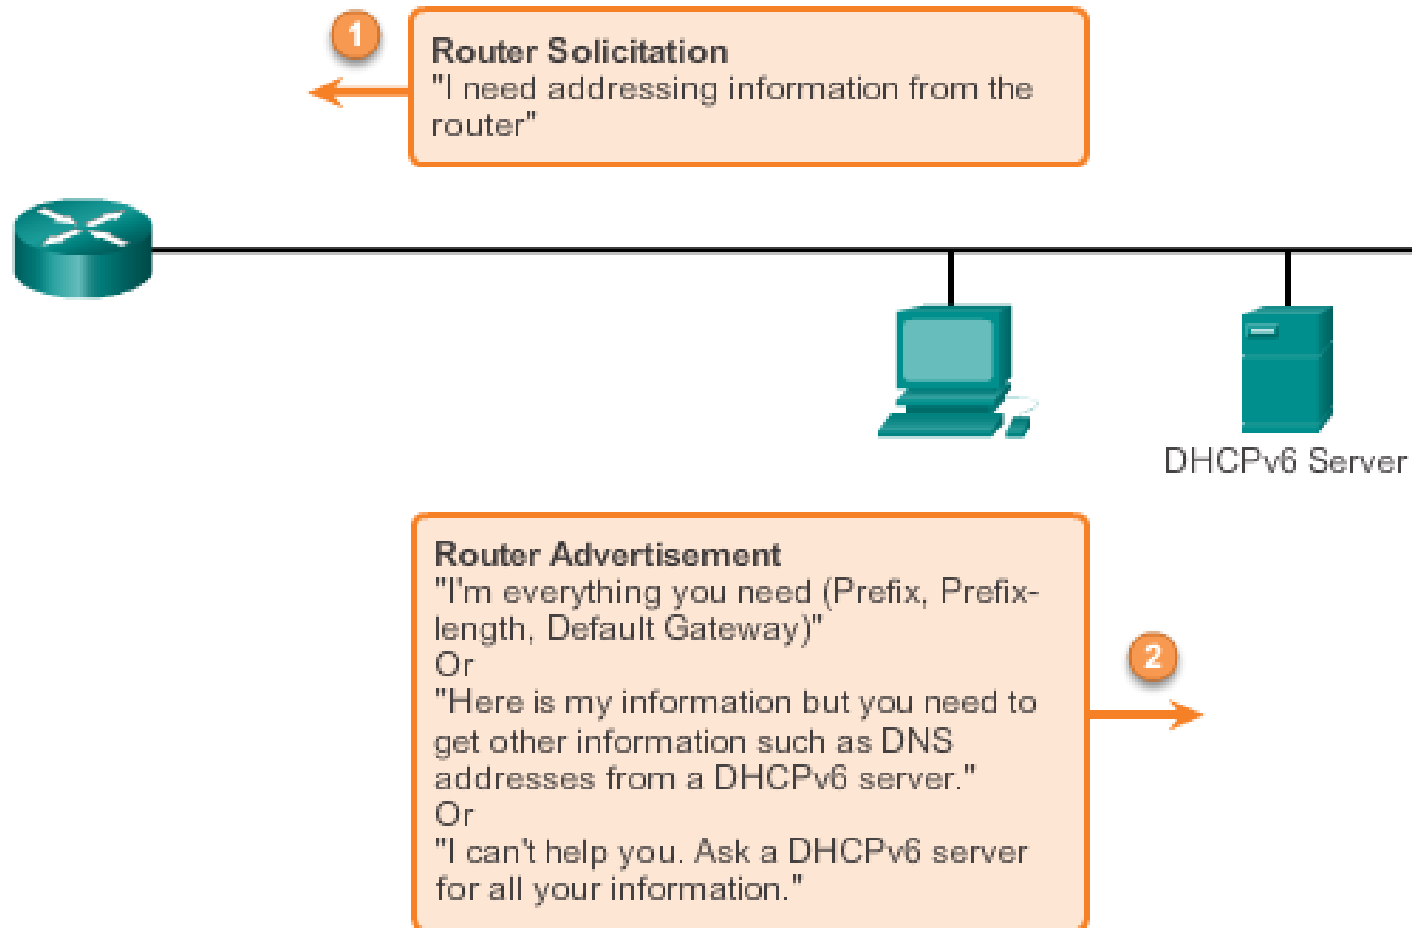 1
Router Solicitation
"I need addressing information from the
router"
DHCPv6 Server
Router Advertisement
"I'm everything you need (Prefix, Prefix-
length, Default Gateway)"
Or
"Here is my information but you need to
get other information such as DNS
addresses from a DHCPv6 server."
Or
"I can't help you. Ask a DHCPv6 server
for all your information."
2